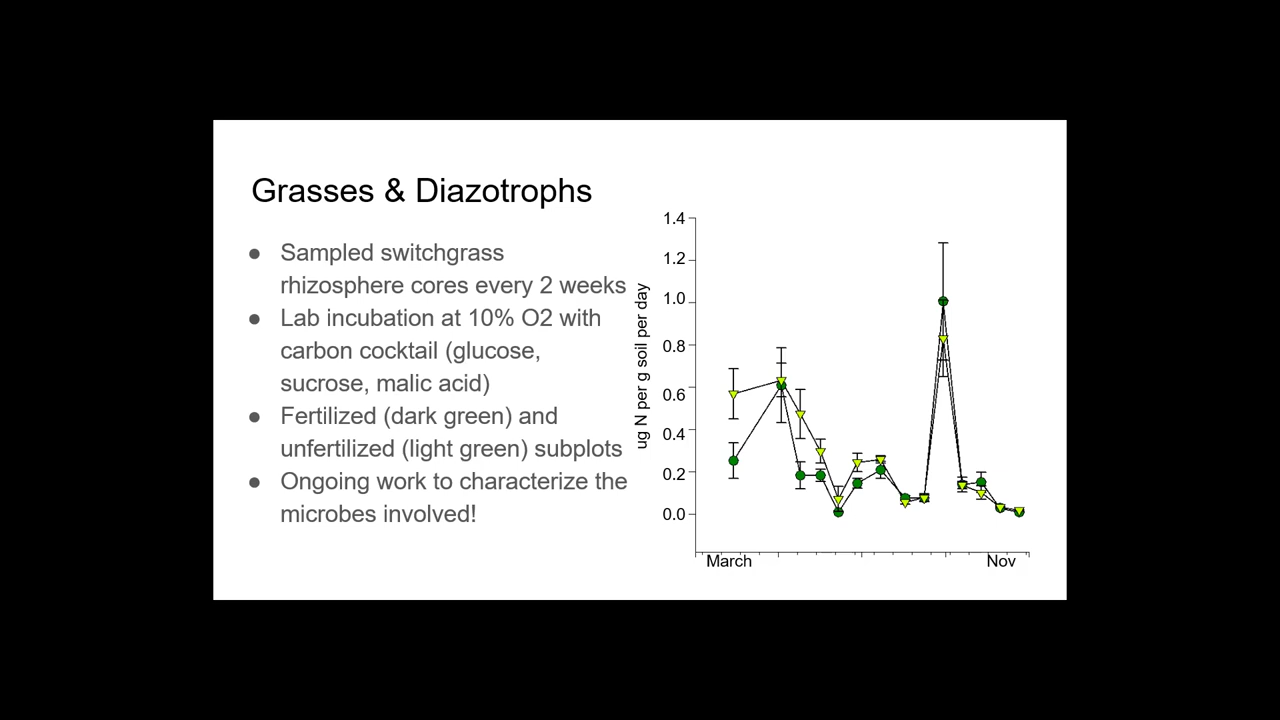 Grasses & Diazotrophs
● Sampled switchgrass
rhizosphere cores every 2 weeks
● Lab incubation at 10% O2 with
carbon cocktail (glucose,
sucrose, malic acid)
● Fertilized (dark green) and
unfertilized (light green) subplots
● Ongoing work to characterize the
microbes involved!
ug N per g soil per day
1.4
1.2
1.0
0.8
0.6
0.4
0.2
0.0
March
Nov